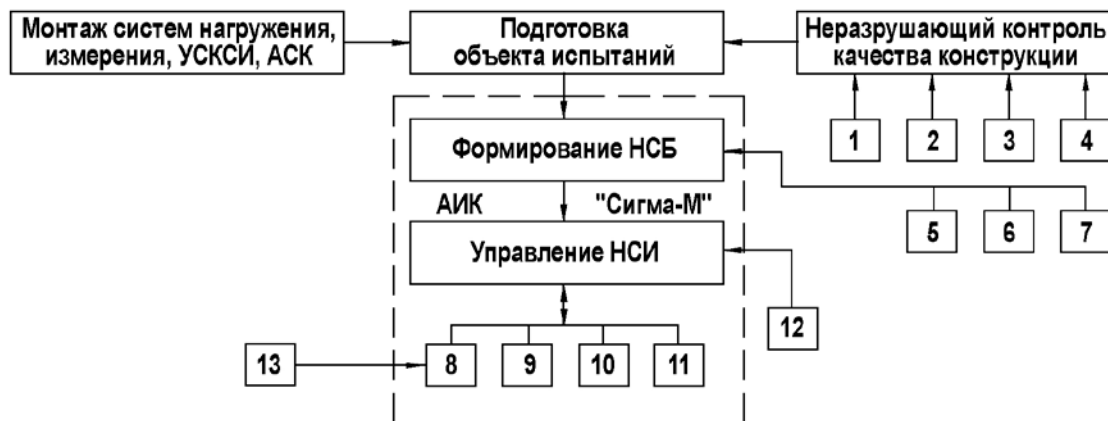 Монтаж систем нагружения,
измерения, УСКСИ, АСК
Подготовка
объекта испытаний
Неразрушающий контроль
качества конструкции
1
2
3
4
Формирование НСБ
АИК
"Сигма-М"
5
6
7
Управление НСИ
12
13
8
9
10
11